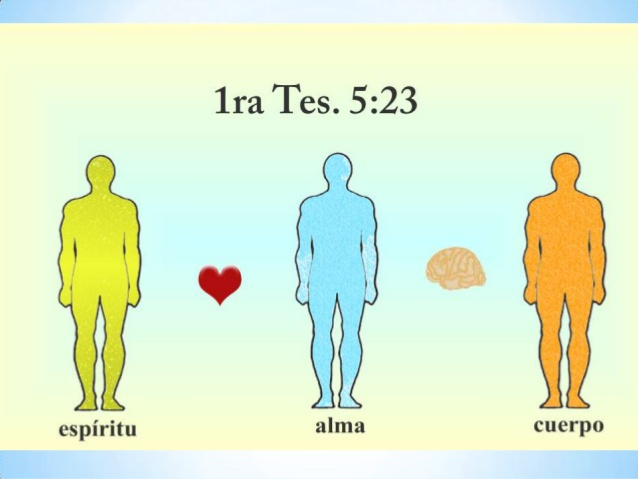 1ra Tes. 5:23
espíritu
alma
cuerpo